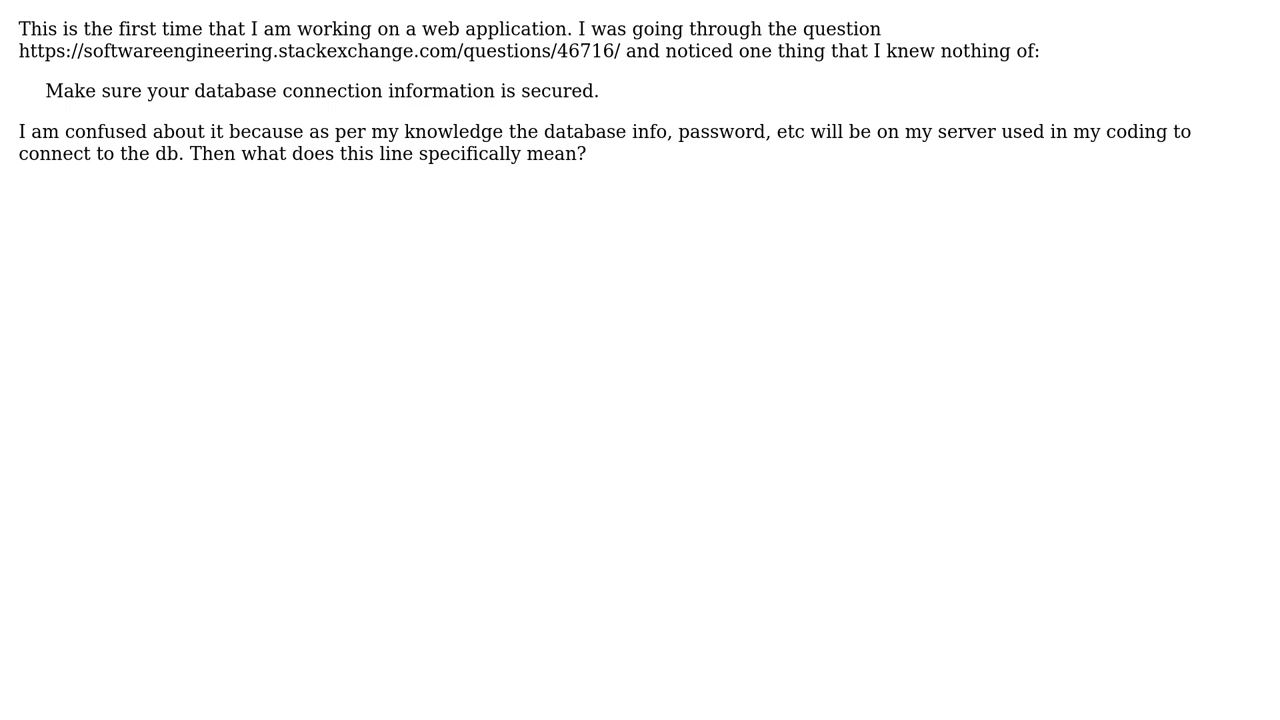 This is the first time that I am working on a web application. I was going through the question
https://softwareengineering.stackexchange.com/questions/46716/ and noticed one thing that I knew nothing of:
Make sure your database connection information is secured.
I am confused about it because as per my knowledge the database info, password, etc will be on my server used in my coding to
connect to the db. Then what does this line specifically mean?